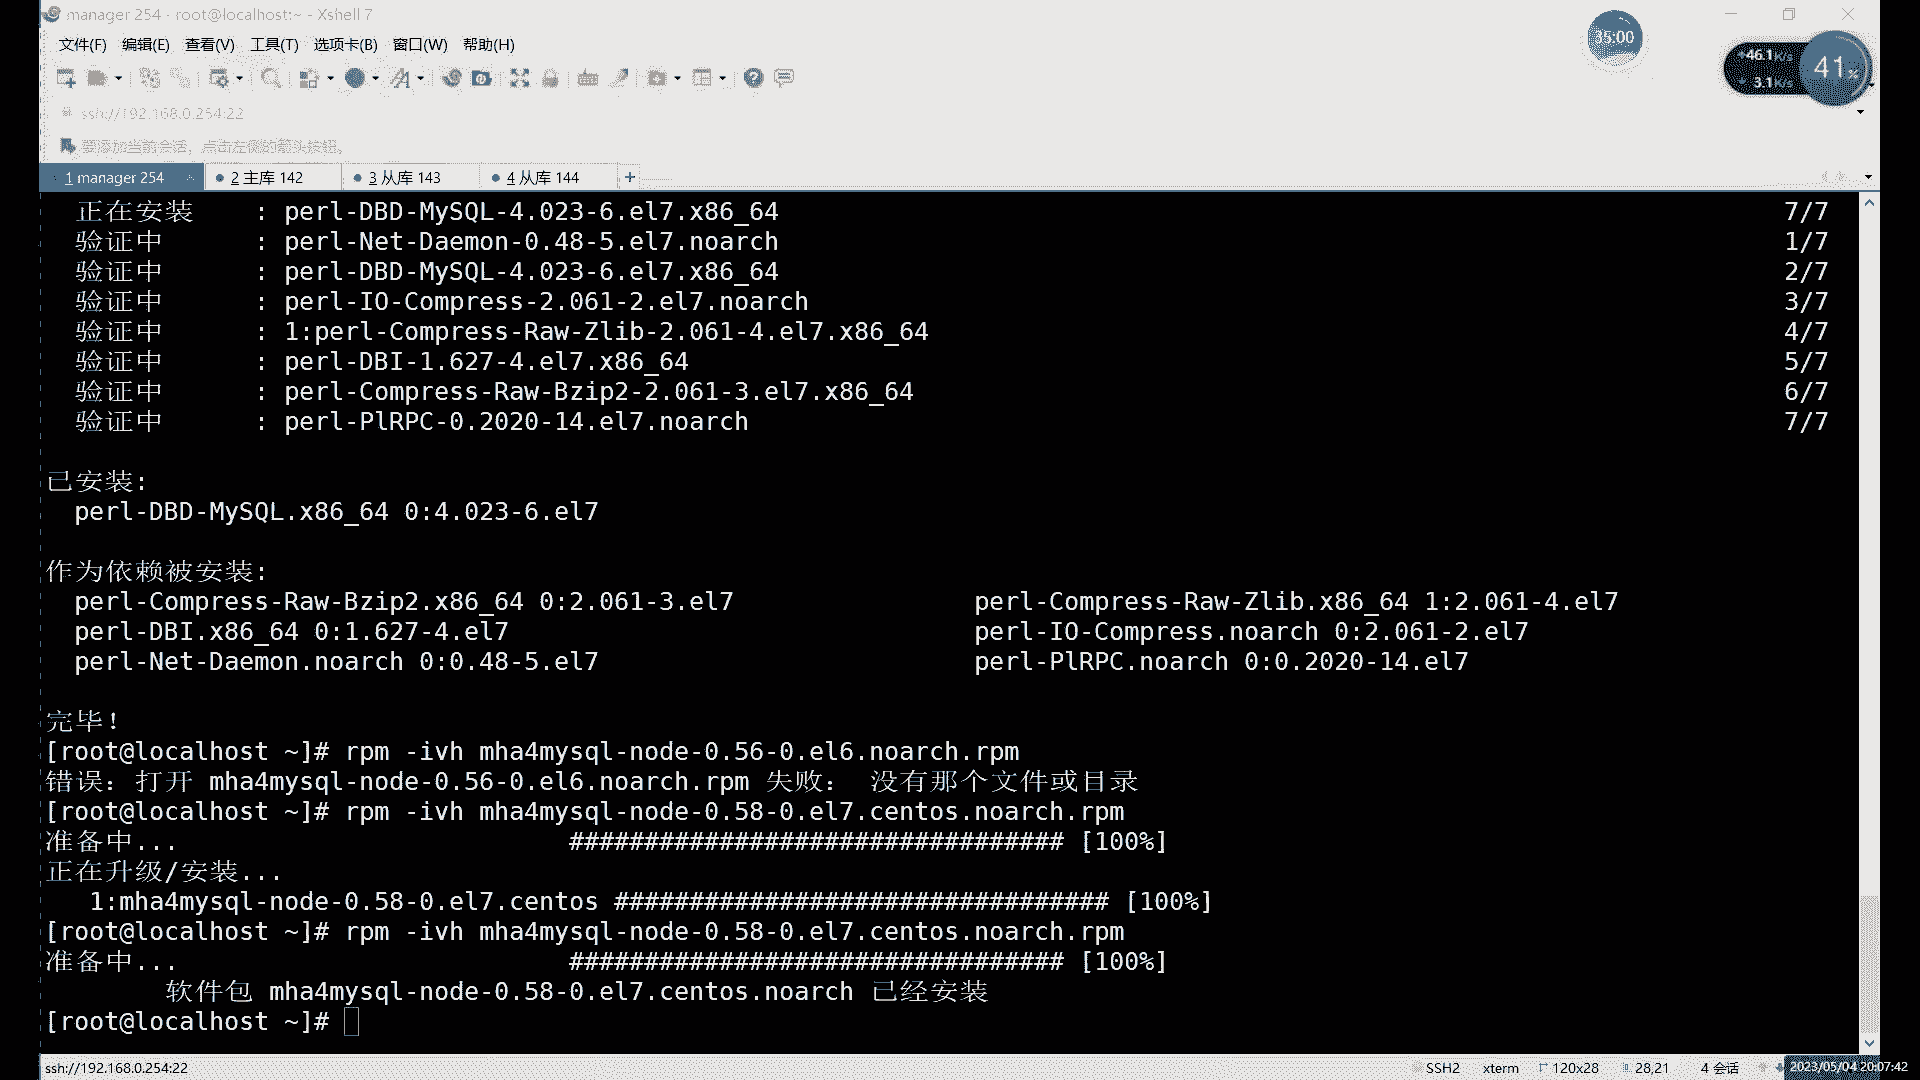 manager 254 - root@localhost:~ - Xshell 7
文件(F) 编辑(E) 查看(V) 工具(T) 选项卡(B) 窗口(W) 帮助(H)
35:00
46.1K/s
3.1K/s
41%
ssh://192.168.0.254:22
要添加当前会话，点击左侧的箭头按钮。
1 manager 254
2 主库 142
3 从库 143
4 从库 144
正在安装 : perl-DBD-MySQL-4.023-6.el7.x86_64 7/7
验证中 : perl-Net-Daemon-0.48-5.el7.noarch 1/7
验证中 : perl-DBD-MySQL-4.023-6.el7.x86_64 2/7
验证中 : perl-IO-Compress-2.061-2.el7.noarch 3/7
验证中 : 1:perl-Compress-Raw-Zlib-2.061-4.el7.x86_64 4/7
验证中 : perl-DBI-1.627-4.el7.x86_64 5/7
验证中 : perl-Compress-Raw-Bzip2-2.061-3.el7.x86_64 6/7
验证中 : perl-PlRPC-0.2020-14.el7.noarch 7/7
已安装:
perl-DBD-MySQL.x86_64 0:4.023-6.el7
作为依赖被安装:
perl-Compress-Raw-Bzip2.x86_64 0:2.061-3.el7 perl-Compress-Raw-Zlib.x86_64 1:2.061-4.el7
perl-DBI.x86_64 0:1.627-4.el7 perl-IO-Compress.noarch 0:2.061-2.el7
perl-Net-Daemon.noarch 0:0.48-5.el7 perl-PlRPC.noarch 0:0.2020-14.el7
完毕！
[root@localhost ~]# rpm -ivh mha4mysql-node-0.56-0.el6.noarch.rpm
错误：打开 mha4mysql-node-0.56-0.el6.noarch.rpm 失败： 没有那个文件或目录
[root@localhost ~]# rpm -ivh mha4mysql-node-0.58-0.el7.centos.noarch.rpm
准备中... ################################# [100%]
正在升级/安装...
1:mha4mysql-node-0.58-0.el7.centos ################################# [100%]
[root@localhost ~]# rpm -ivh mha4mysql-node-0.58-0.el7.centos.noarch.rpm
准备中... ################################# [100%]
软件包 mha4mysql-node-0.58-0.el7.centos.noarch 已经安装
[root@localhost ~]#
ssh://192.168.0.254:22 SSH2 xterm 120x28 28,21 4 会话 2023/05/04 20:07:42